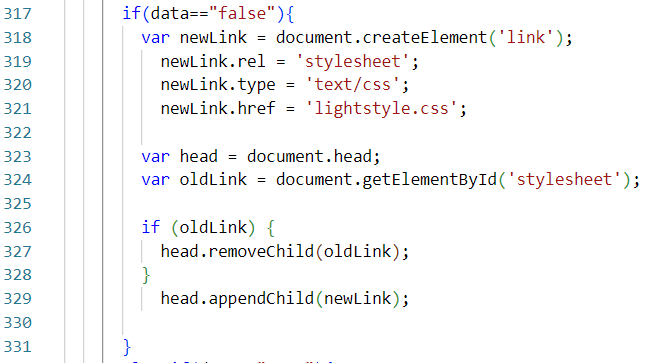 317 if(data=="false"){
318 var newLink = document.createElement('link');
319 newLink.rel = 'stylesheet';
320 newLink.type = 'text/css';
321 newLink.href = 'lightstyle.css';
322
323 var head = document.head;
324 var oldLink = document.getElementById('stylesheet');
325
326 if (oldLink) {
327 head.removeChild(oldLink);
328 }
329 head.appendChild(newLink);
330
331 }